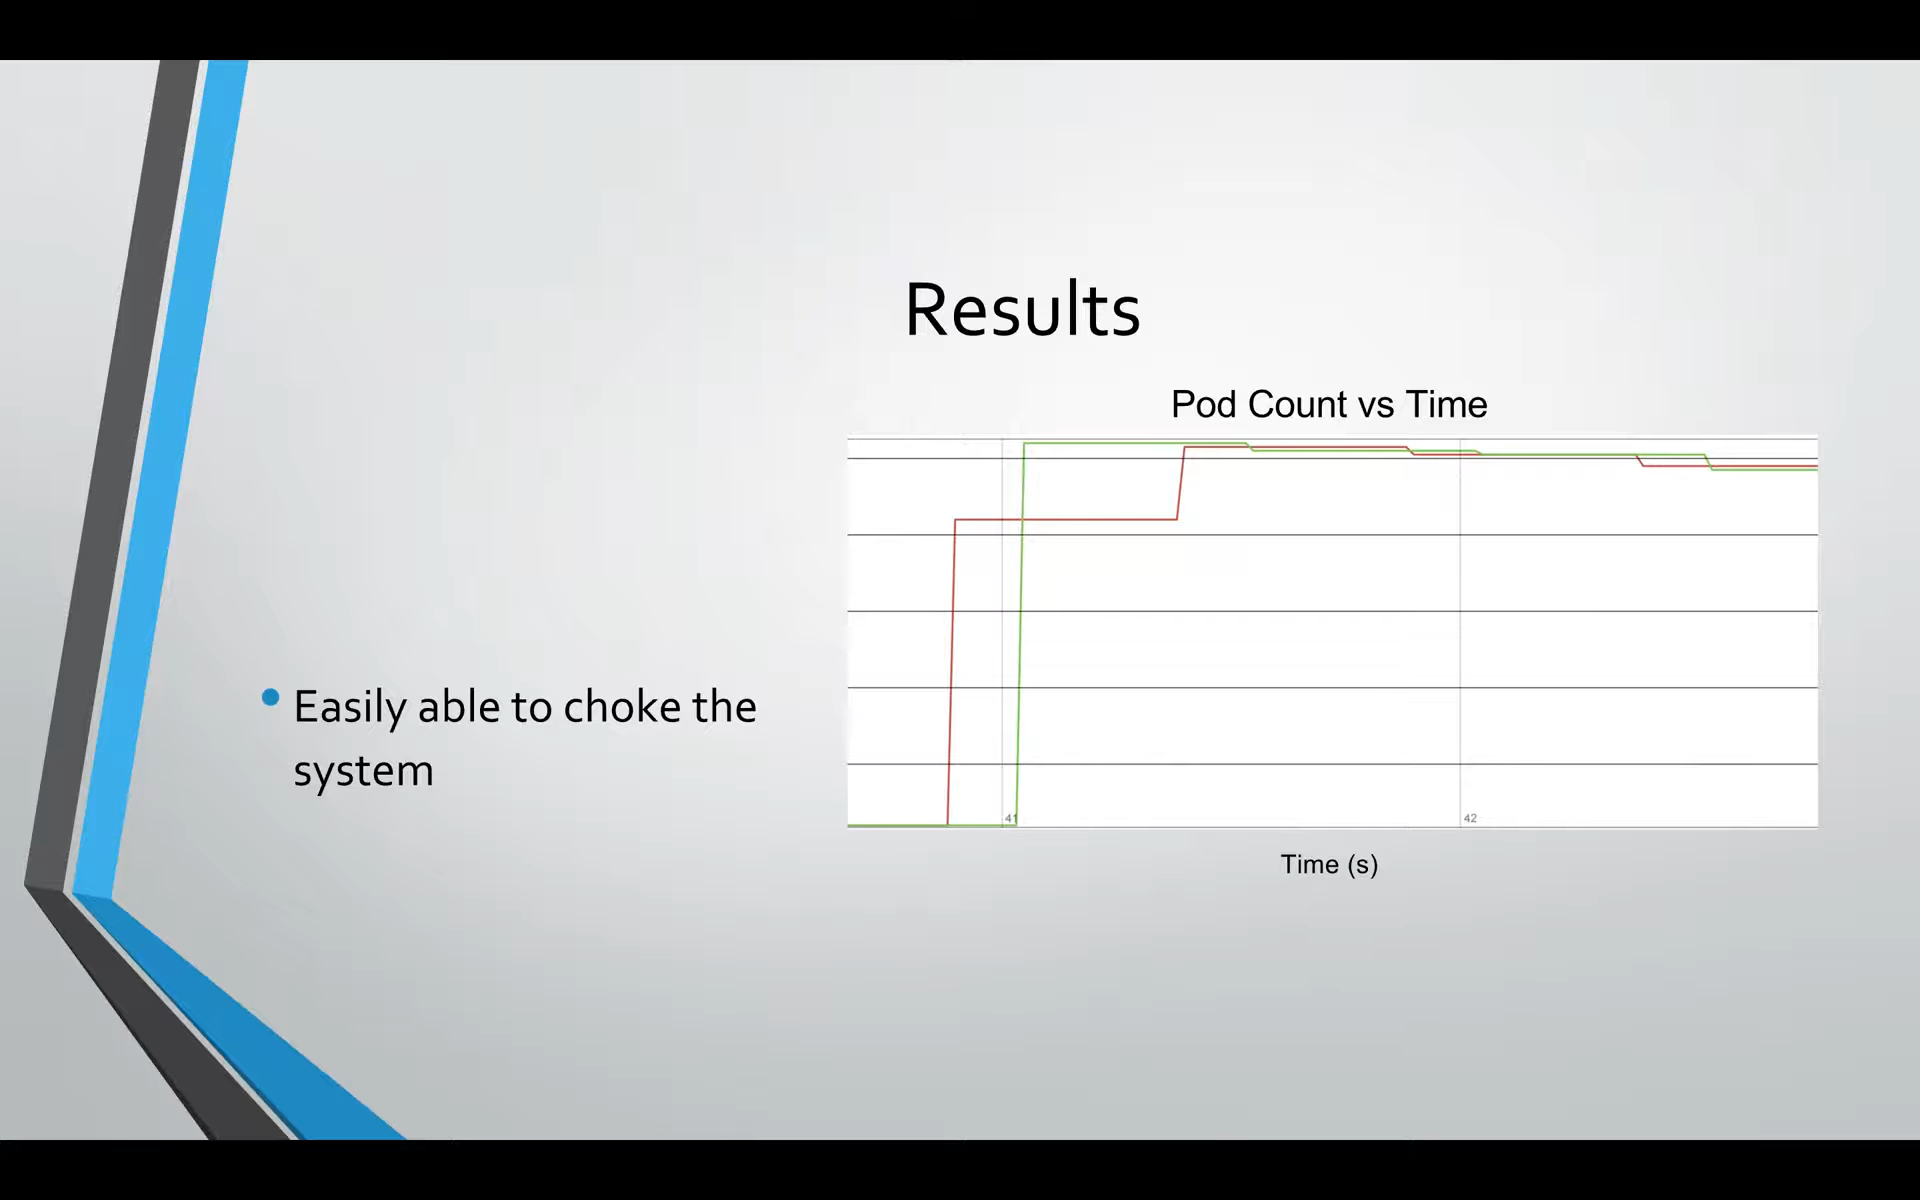 Results
Pod Count vs Time
Easily able to choke the
system
41
42
Time (s)